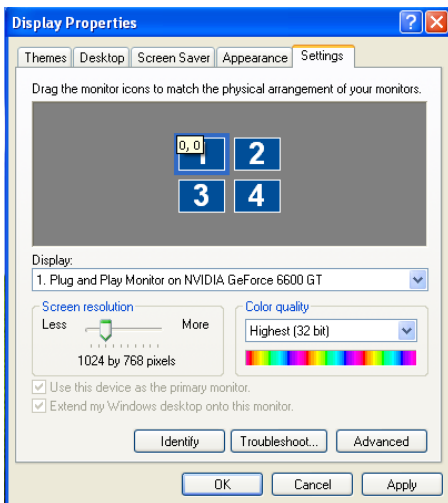 Display Properties
Themes Desktop Screen Saver Appearance Settings
Drag the monitor icons to match the physical arrangement of your monitors.
0, 0
1 2
3 4
Display:
1. Plug and Play Monitor on NVIDIA GeForce 6600 GT
Screen resolution
Less More
1024 by 768 pixels
Color quality
Highest (32 bit)
Use this device as the primary monitor.
Extend my Windows desktop onto this monitor.
Identify Troubleshoot... Advanced
OK Cancel Apply